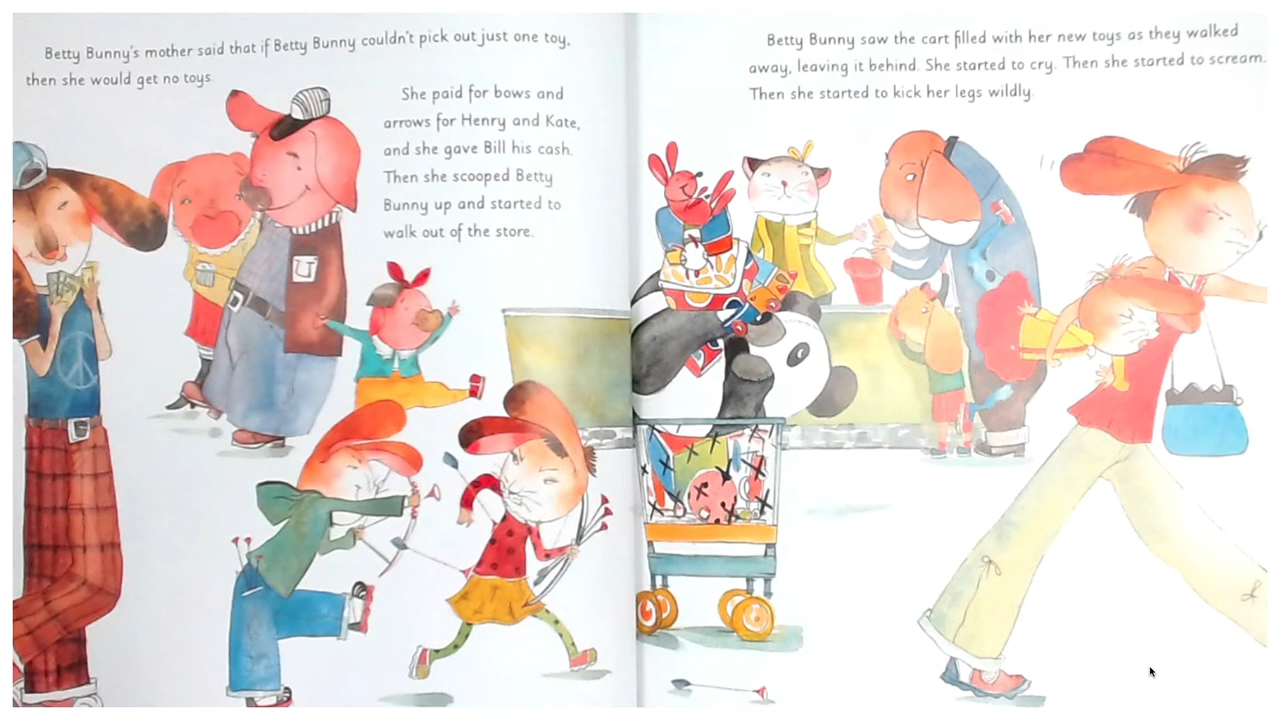 Betty Bunny's mother said that if Betty Bunny couldn't pick out just one toy,
then she would get no toys.
She paid for bows and
arrows for Henry and Kate,
and she gave Bill his cash.
Then she scooped Betty
Bunny up and started to
walk out of the store.
Betty Bunny saw the cart filled with her new toys as they walked
away, leaving it behind. She started to cry. Then she started to scream.
Then she started to kick her legs wildly.